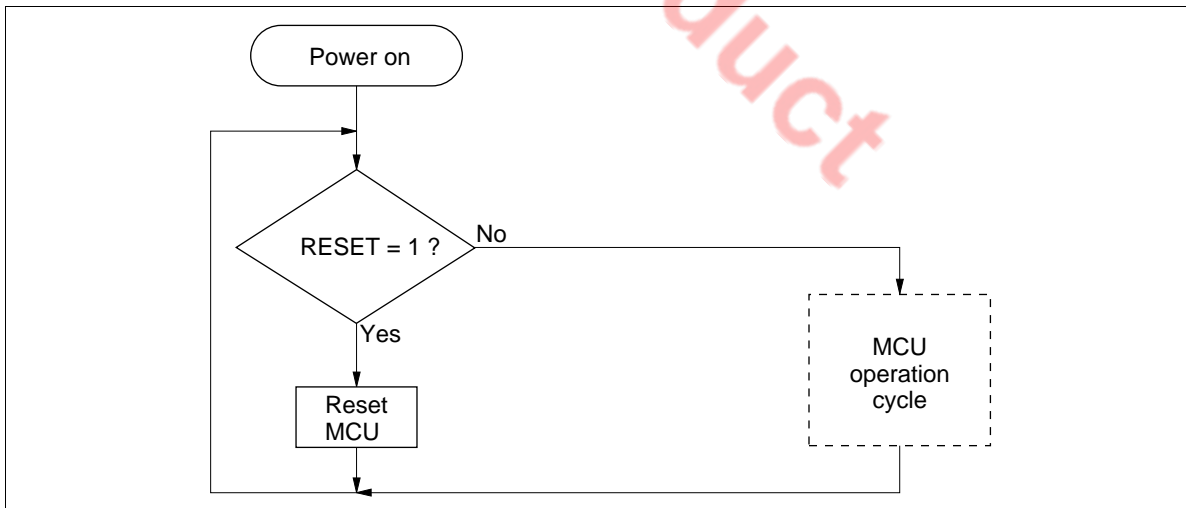 duct
Power on
RESET = 1 ?
No
Yes
MCU
operation
cycle
Reset
MCU